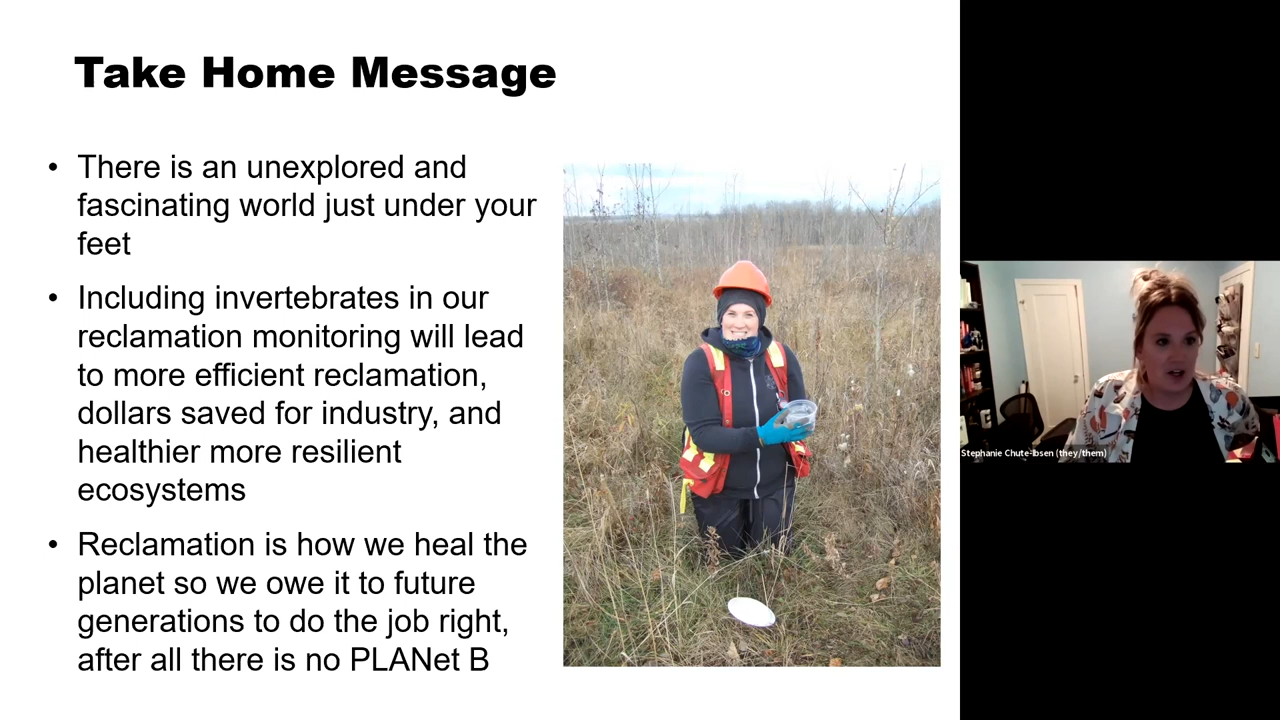 Take Home Message
• There is an unexplored and
fascinating world just under your
feet
• Including invertebrates in our
reclamation monitoring will lead
to more efficient reclamation,
dollars saved for industry, and
healthier more resilient
ecosystems
• Reclamation is how we heal the
planet so we owe it to future
generations to do the job right,
after all there is no PLANet B
Stephanie Chute-Ibsen (they/them)